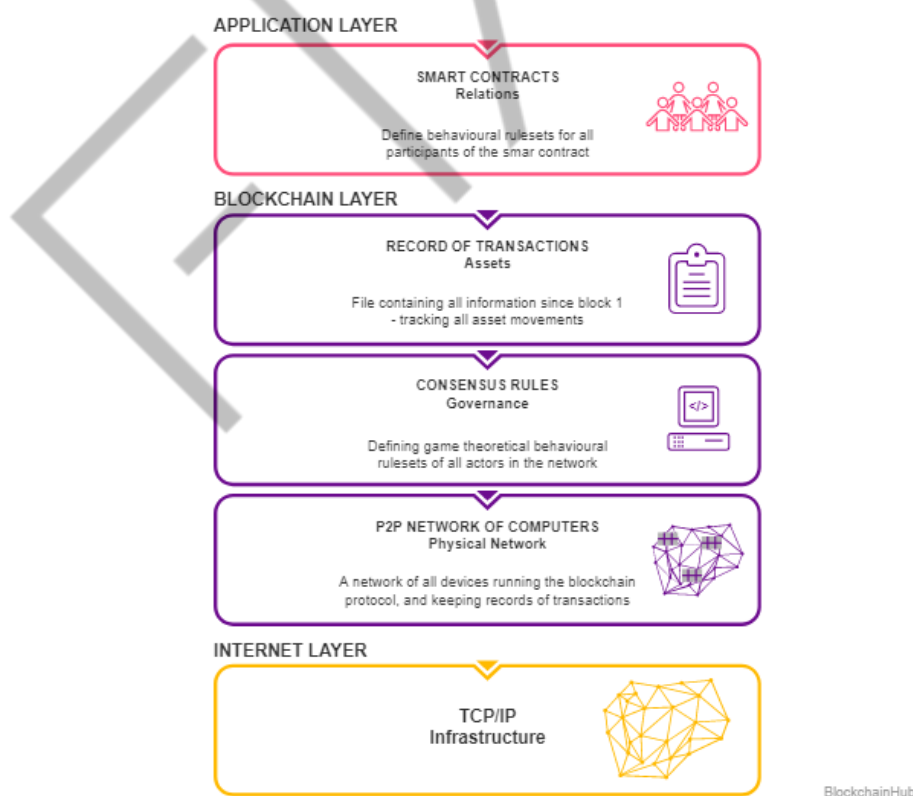 APPLICATION LAYER
SMART CONTRACTS
Relations
Define behavioural rulesets for all
participants of the smar contract
BLOCKCHAIN LAYER
RECORD OF TRANSACTIONS
Assets
File containing all information since block 1
- tracking all asset movements
CONSENSUS RULES
Governance
</>
Defining game theoretical behavioural
rulesets of all actors in the network
P2P NETWORK OF COMPUTERS
Physical Network
A network of all devices running the blockchain
protocol, and keeping records of transactions
INTERNET LAYER
TCP/IP
Infrastructure
BlockchainHub